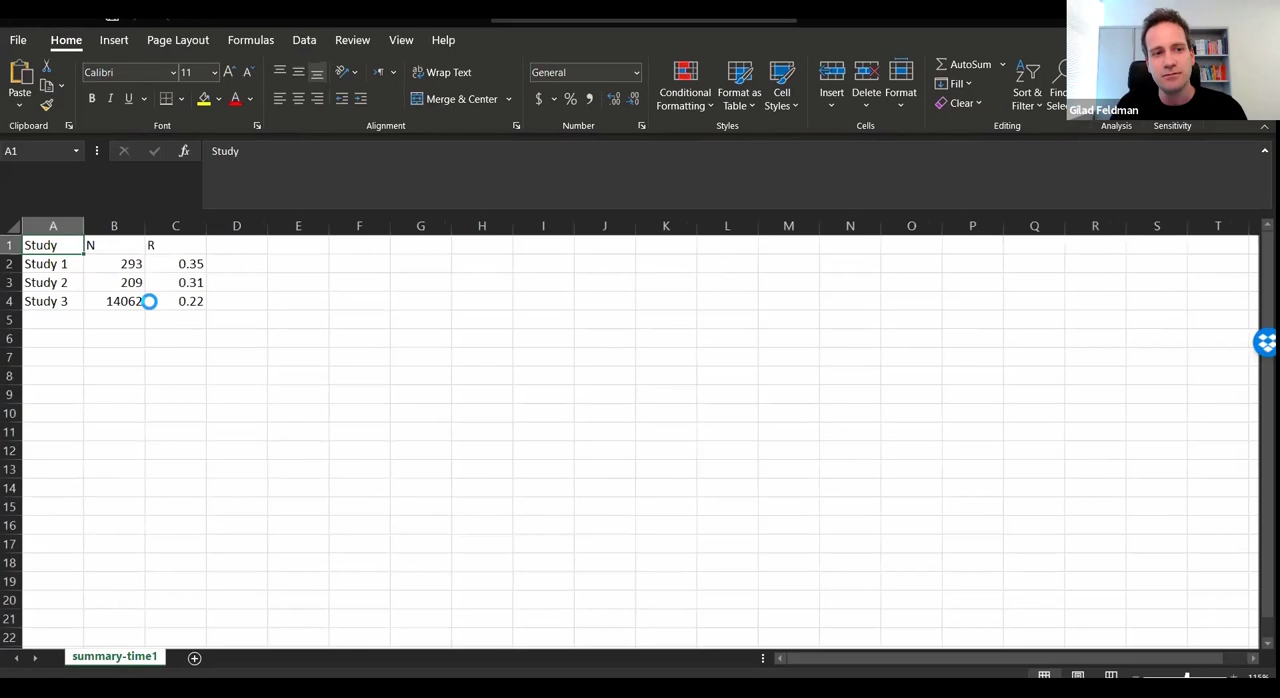 File Home Insert Page Layout Formulas Data Review View Help
Calibri 11 Wrap Text General AutoSum
Paste B I U Merge & Center $ % Conditional Formatting Format as Table Cell Styles Insert Delete Format Fill Clear Sort & Filter
Gilad Feldman
Clipboard Font Alignment Number Styles Cells Editing Analysis Sensitivity
A1 fx Study
A B C D E F G H I J K L M N O P Q R S T
1 Study N R
2 Study 1 293 0.35
3 Study 2 209 0.31
4 Study 3 14062 0.22
5
6
7
8
9
10
11
12
13
14
15
16
17
18
19
20
21
22
summary-time1
115%